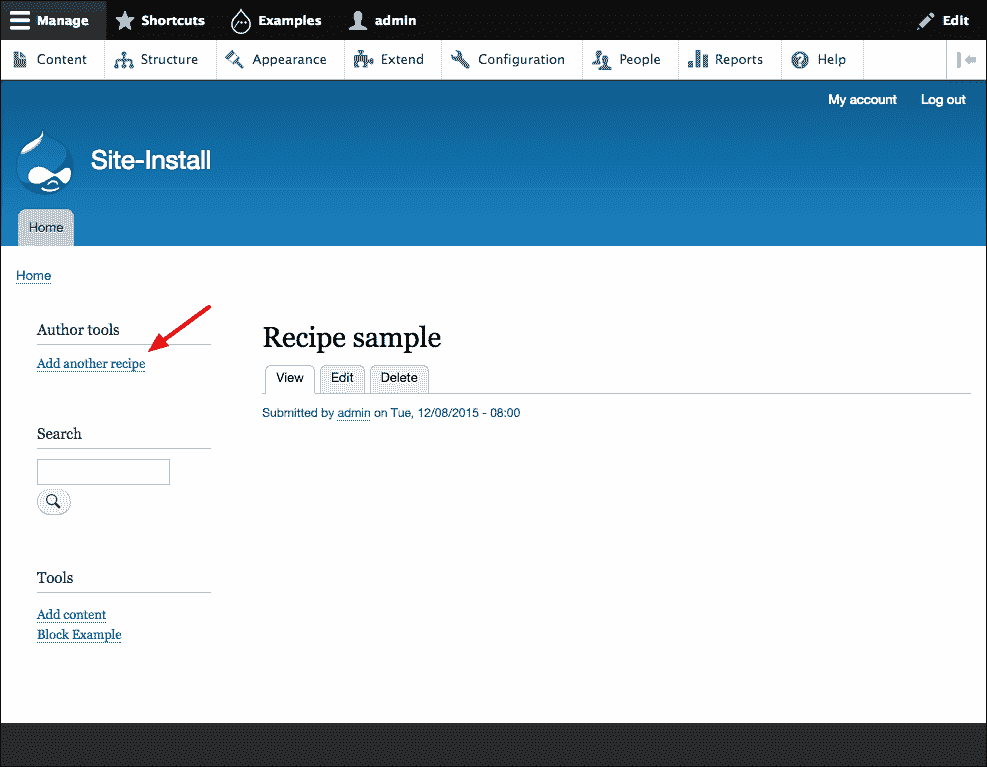 Manage Shortcuts Examples admin Edit
Content Structure Appearance Extend Configuration People Reports Help
My account Log out
Site-Install
Home
Home
Author tools
Add another recipe
Recipe sample
View Edit Delete
Submitted by admin on Tue, 12/08/2015 - 08:00
Search
Tools
Add content
Block Example